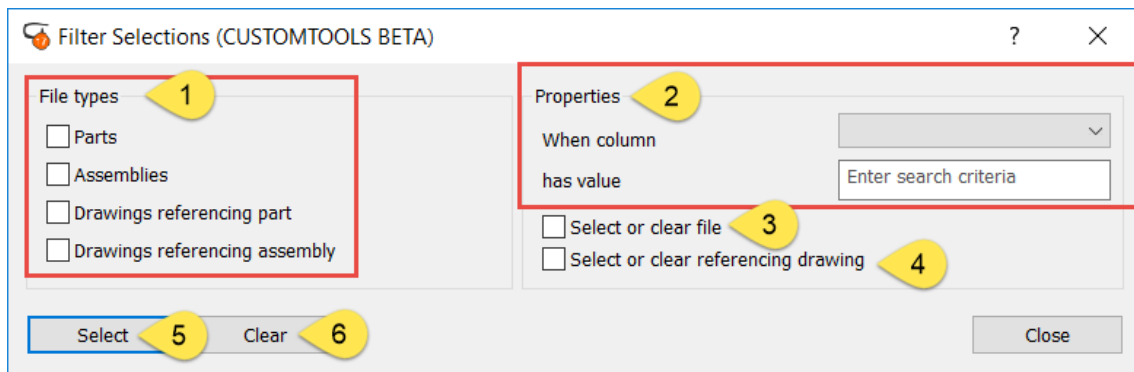 Filter Selections (CUSTOMTOOLS BETA) ?
File types 1
Parts
Assemblies
Drawings referencing part
Drawings referencing assembly
Properties 2
When column
has value Enter search criteria
Select or clear file 3
Select or clear referencing drawing 4
Select 5 Clear 6 Close